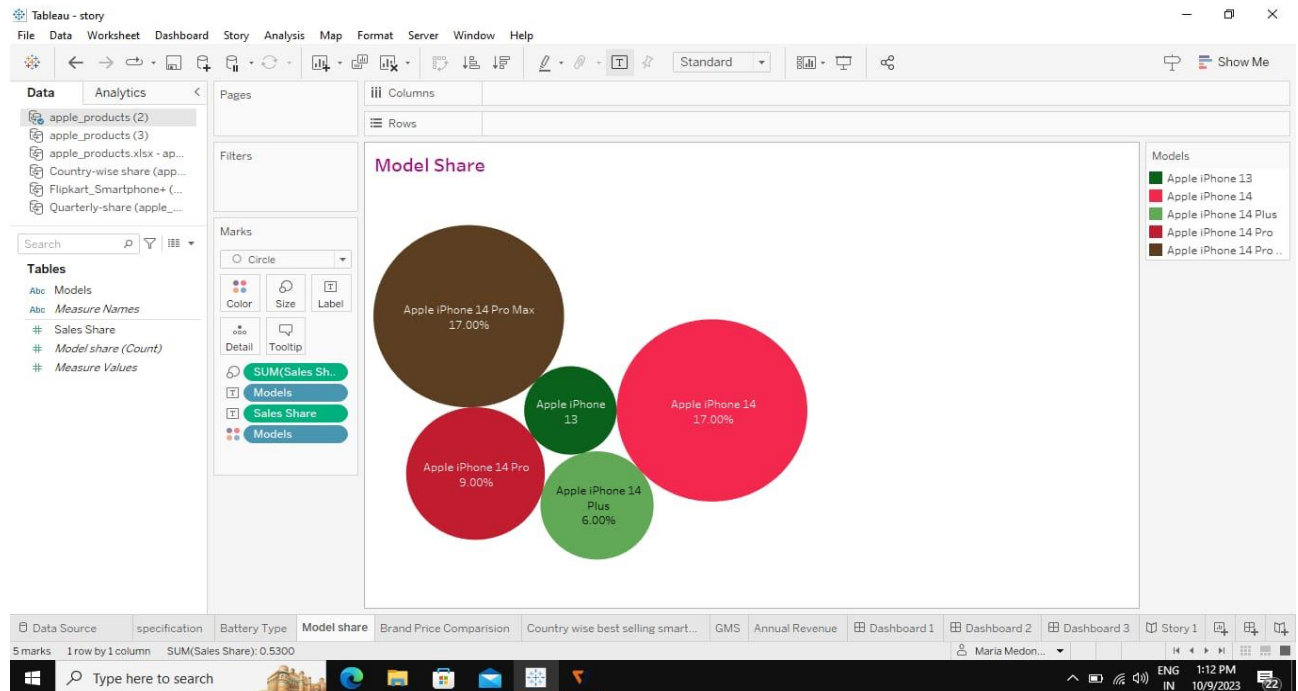 Tableau - story
File Data Worksheet Dashboard Story Analysis Map Format Server Window Help
Standard
Show Me
Data Analytics
apple_products (2)
apple_products (3)
apple_products.xlsx - ap...
Country-wise share (app...
Flipkart_Smartphone+ (...
Quarterly-share (apple_...
Search
Tables
Abc Models
Abc Measure Names
# Sales Share
# Model share (Count)
# Measure Values
Pages
Filters
Marks
Circle
Color Size Label
Detail Tooltip
SUM(Sales Sh..
Models
Sales Share
Models
Columns
Rows
Model Share
Apple iPhone 14 Pro Max
17.00%
Apple iPhone
13
Apple iPhone 14
17.00%
Apple iPhone 14 Pro
9.00%
Apple iPhone 14
Plus
6.00%
Models
Apple iPhone 13
Apple iPhone 14
Apple iPhone 14 Plus
Apple iPhone 14 Pro
Apple iPhone 14 Pro ..
Data Source specification Battery Type Model share Brand Price Comparision Country wise best selling smart... GMS Annual Revenue Dashboard 1 Dashboard 2 Dashboard 3 Story 1
5 marks 1 row by 1 column SUM(Sales Share): 0.5300 Maria Medon...
Type here to search
ENG 1:12 PM
IN 10/9/2023
22